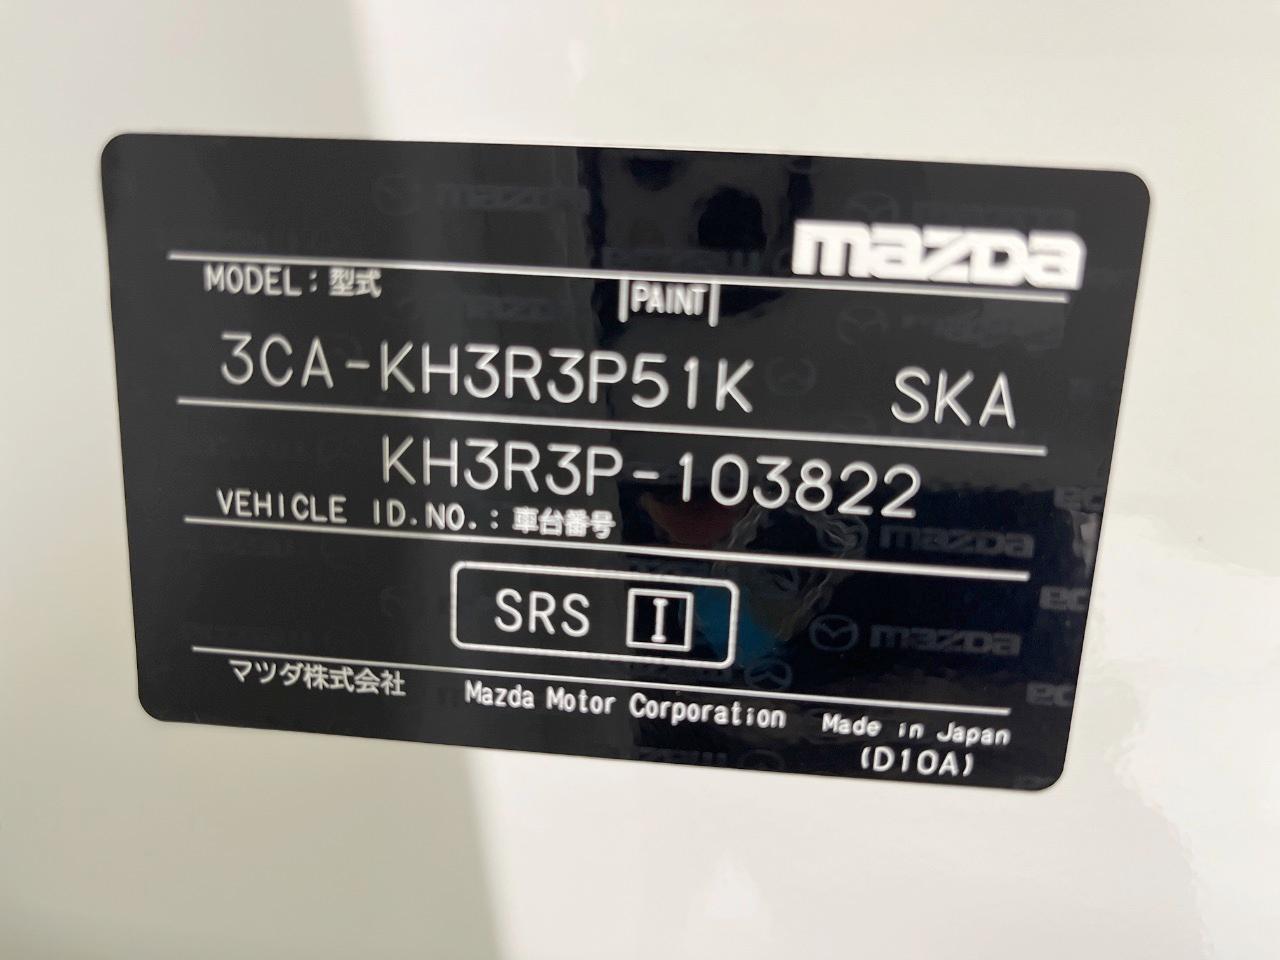 mazDa
MODEL：型式
PAINT
3CA-KH3R3P51K SKA
KH3R3P-103822
VEHICLE ID.NO.：車台番号
SRS I
マツダ株式会社 Mazda Motor Corporation Made in Japan
(D10A)